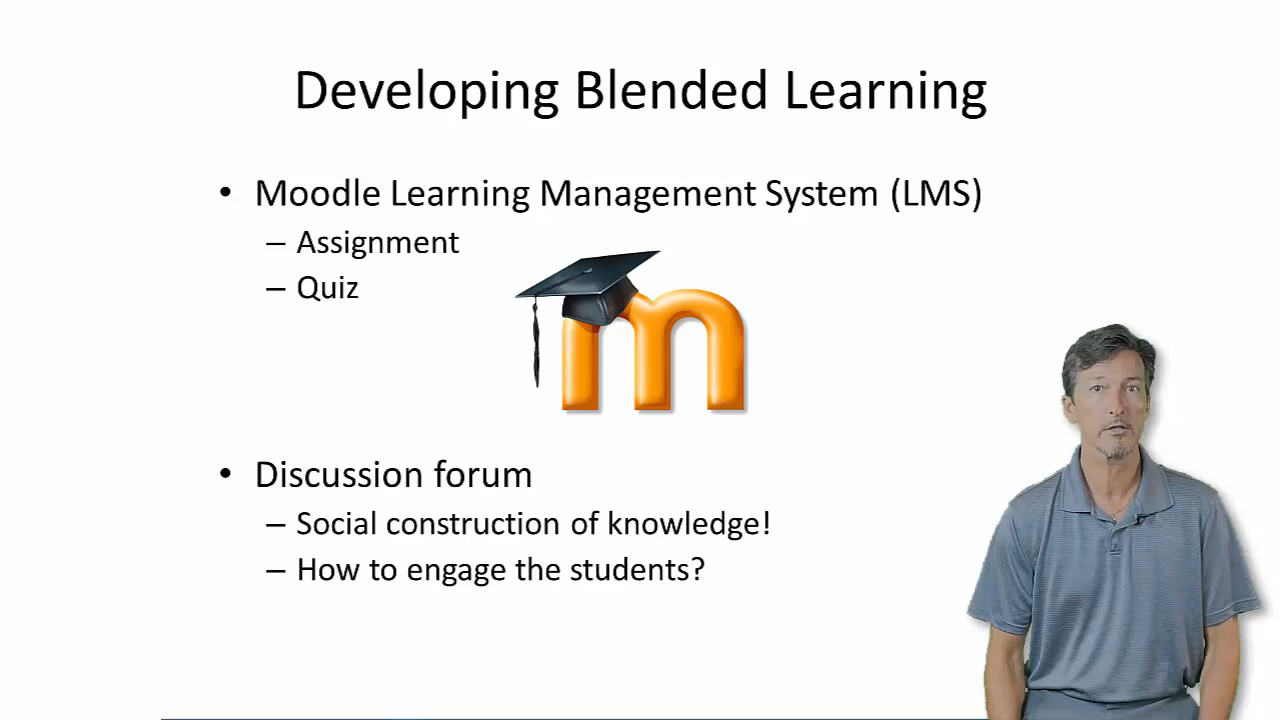 Developing Blended Learning
• Moodle Learning Management System (LMS)
– Assignment
– Quiz
m
• Discussion forum
– Social construction of knowledge!
– How to engage the students?